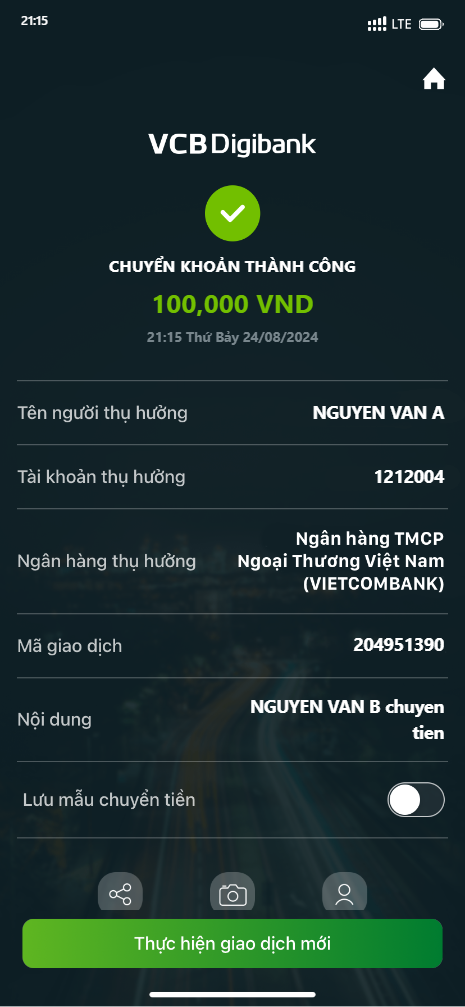 21:15
LTE
VCB Digibank
CHUYỂN KHOẢN THÀNH CÔNG
100,000 VND
21:15 Thứ Bảy 24/08/2024
Tên người thụ hưởng
NGUYEN VAN A
Tài khoản thụ hưởng
1212004
Ngân hàng thụ hưởng
Ngân hàng TMCP
Ngoại Thương Việt Nam
(VIETCOMBANK)
Mã giao dịch
204951390
Nội dung
NGUYEN VAN B chuyen
tien
Lưu mẫu chuyển tiền
Thực hiện giao dịch mới